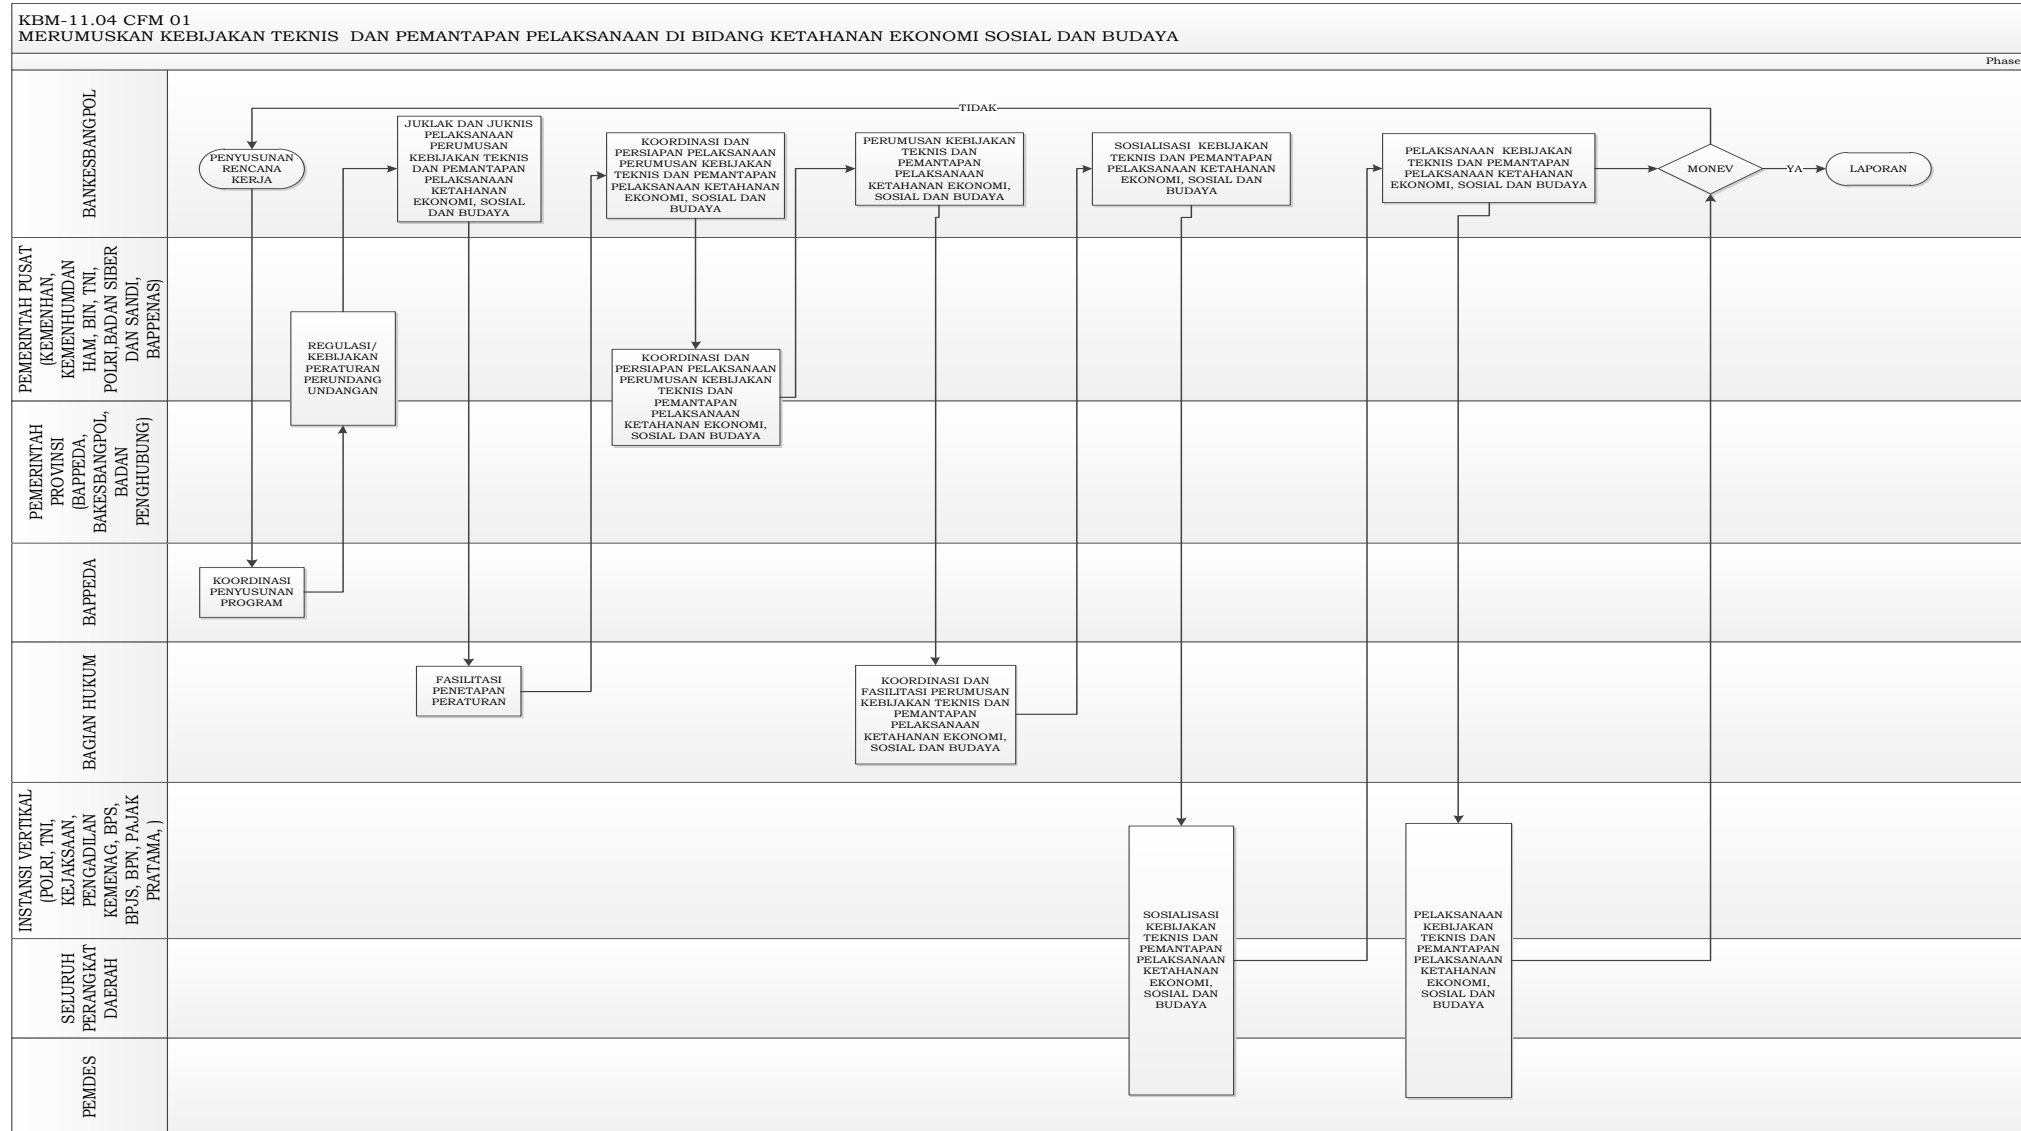 KBM-11.04 CFM 01
MERUMUSKAN KEBIJAKAN TEKNIS  DAN PEMANTAPAN PELAKSANAAN DI BIDANG KETAHANAN EKONOMI SOSIAL DAN BUDAYA
Phase
BANKESBANGPOL
TIDAK
PENYUSUNAN
RENCANA
KERJA
JUKLAK DAN JUKNIS
PELAKSANAAN
PERUMUSAN
KEBIJAKAN TEKNIS
DAN PEMANTAPAN
PELAKSANAAN
KETAHANAN
EKONOMI, SOSIAL
DAN BUDAYA
KOORDINASI DAN
PERSIAPAN PELAKSANAAN
PERUMUSAN KEBIJAKAN
TEKNIS DAN PEMANTAPAN
PELAKSANAAN KETAHANAN
EKONOMI, SOSIAL DAN
BUDAYA
PERUMUSAN KEBIJAKAN
TEKNIS DAN
PEMANTAPAN
PELAKSANAAN
KETAHANAN EKONOMI,
SOSIAL DAN BUDAYA
SOSIALISASI  KEBIJAKAN
TEKNIS DAN PEMANTAPAN
PELAKSANAAN KETAHANAN
EKONOMI, SOSIAL DAN
BUDAYA
PELAKSANAAN  KEBIJAKAN
TEKNIS DAN PEMANTAPAN
PELAKSANAAN KETAHANAN
EKONOMI, SOSIAL DAN BUDAYA
MONEV
YA
LAPORAN
PEMERINTAH PUSAT
(KEMENHAN,
KEMENHUMDAN
HAM, BIN, TNI,
POLRI,BADAN SIBER
DAN SANDI,
BAPPENAS)
REGULASI/
KEBIJAKAN
PERATURAN
PERUNDANG
UNDANGAN
KOORDINASI DAN
PERSIAPAN PELAKSANAAN
PERUMUSAN KEBIJAKAN
TEKNIS DAN
PEMANTAPAN
PELAKSANAAN
KETAHANAN EKONOMI,
SOSIAL DAN BUDAYA
PEMERINTAH
PROVINSI
(BAPPEDA,
BAKESBANGPOL,
BADAN
PENGHUBUNG)
BAPPEDA
KOORDINASI
PENYUSUNAN
PROGRAM
BAGIAN HUKUM
FASILITASI
PENETAPAN
PERATURAN
KOORDINASI DAN
FASILITASI PERUMUSAN
KEBIJAKAN TEKNIS DAN
PEMANTAPAN
PELAKSANAAN
KETAHANAN EKONOMI,
SOSIAL DAN BUDAYA
INSTANSI VERTIKAL
(POLRI, TNI,
KEJAKSAAN,
PENGADILAN
KEMENAG, BPS,
BPJS, BPN, PAJAK
PRATAMA, )
SOSIALISASI
KEBIJAKAN
TEKNIS DAN
PEMANTAPAN
PELAKSANAAN
KETAHANAN
EKONOMI,
SOSIAL DAN
BUDAYA
PELAKSANAAN
KEBIJAKAN
TEKNIS DAN
PEMANTAPAN
PELAKSANAAN
KETAHANAN
EKONOMI,
SOSIAL DAN
BUDAYA
SELURUH
PERANGKAT
DAERAH
PEMDES